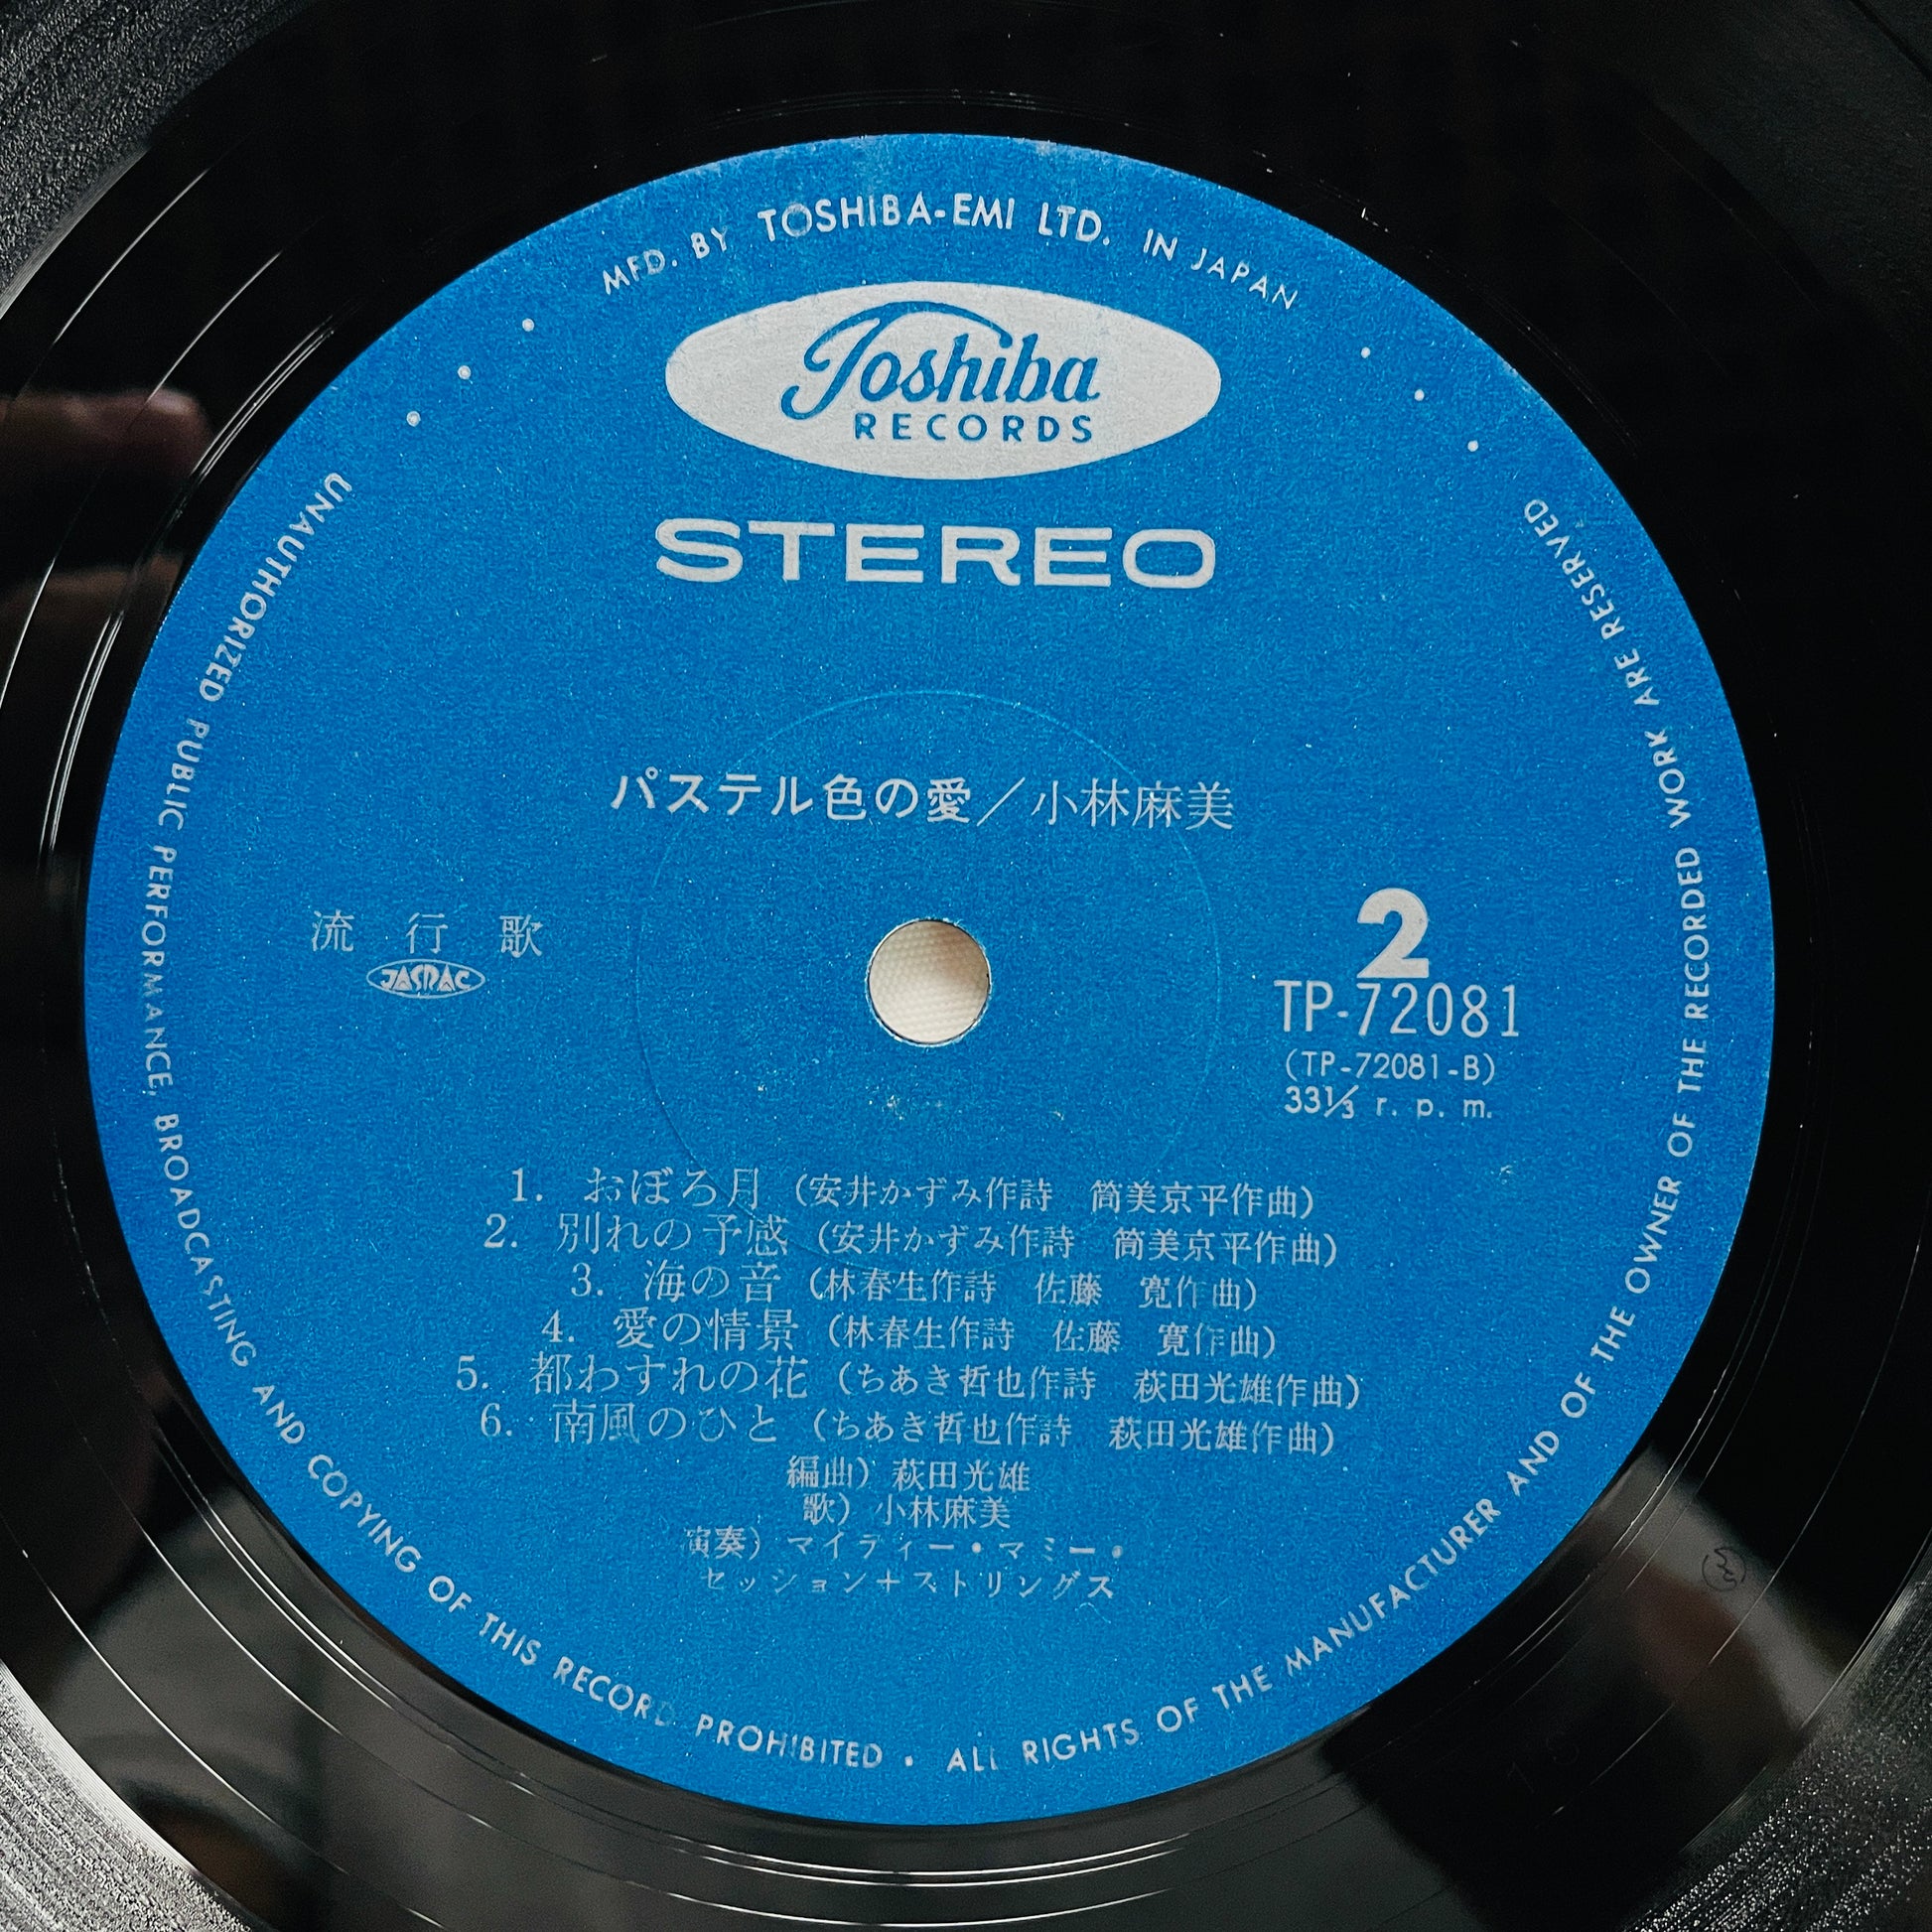 MFD. BY TOSHIBA-EMI LTD. IN JAPAN
Toshiba
RECORDS
STEREO
パステル色の愛／小林麻美
流行歌
JASRAC
2
TP-72081
(TP-72081-B)
33⅓ r. p. m.
1. おぼろ月 (安井かずみ作詩 筒美京平作曲)
2. 別れの予感 (安井かずみ作詩 筒美京平作曲)
3. 海の音 (林春生作詩 佐藤 寛作曲)
4. 愛の情景 (林春生作詩 佐藤 寛作曲)
5. 都わすれの花 (ちあき哲也作詩 萩田光雄作曲)
6. 南風のひと (ちあき哲也作詩 萩田光雄作曲)
編曲) 萩田光雄
歌) 小林麻美
演奏) マイティー・マミー・
セッション＋ストリングス
UNAUTHORIZED PUBLIC PERFORMANCE, BROADCASTING AND COPYING OF THIS RECORD PROHIBITED • ALL RIGHTS OF THE MANUFACTURER AND OF THE OWNER OF THE RECORDED WORK ARE RESERVED